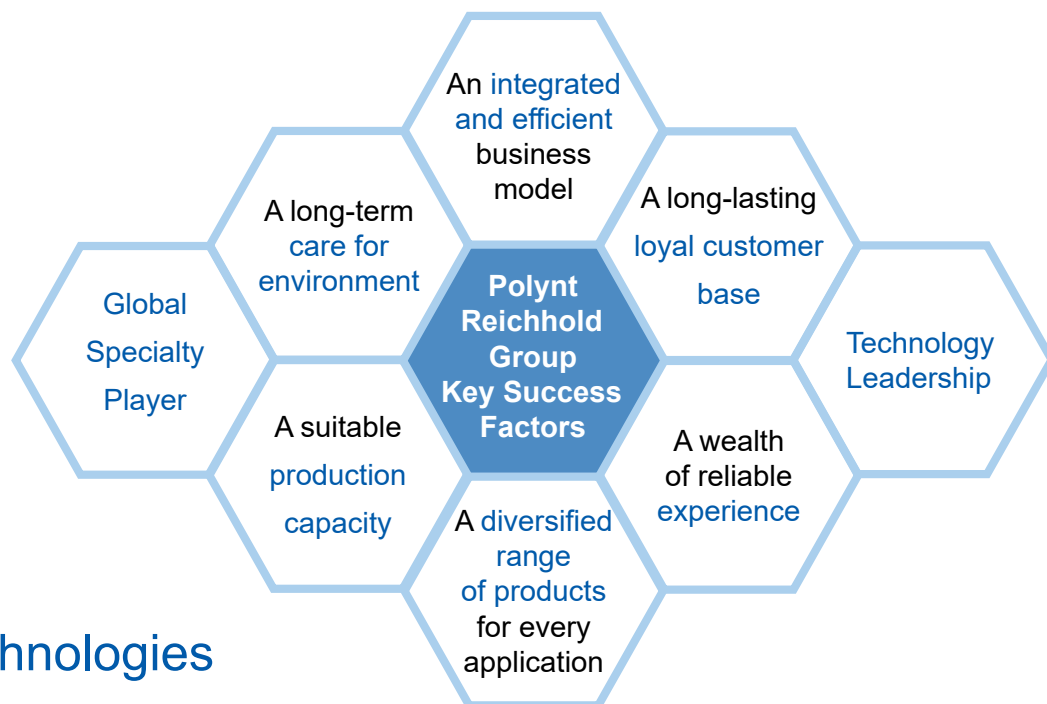 An integrated
and efficient
business
model
A long-term
care for
environment
A long-lasting
loyal customer
base
Global
Specialty
Player
Polynt
Reichhold
Group
Key Success
Factors
Technology
Leadership
A suitable
production
capacity
A wealth
of reliable
experience
A diversified
range
of products
for every
application
hnologies